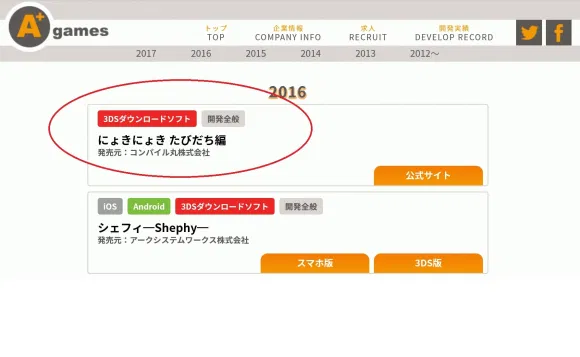 A+
games
トップ
TOP
企業情報
COMPANY INFO
求人
RECRUIT
開発実績
DEVELOP RECORD
2017 2016 2015 2014 2013 2012〜
2016
3DSダウンロードソフト 開発全般
にょきにょき たびだち編
発売元：コンパイル丸株式会社
公式サイト
iOS Android 3DSダウンロードソフト 開発全般
シェフィ―Shephy―
発売元：アークシステムワークス株式会社
スマホ版 3DS版